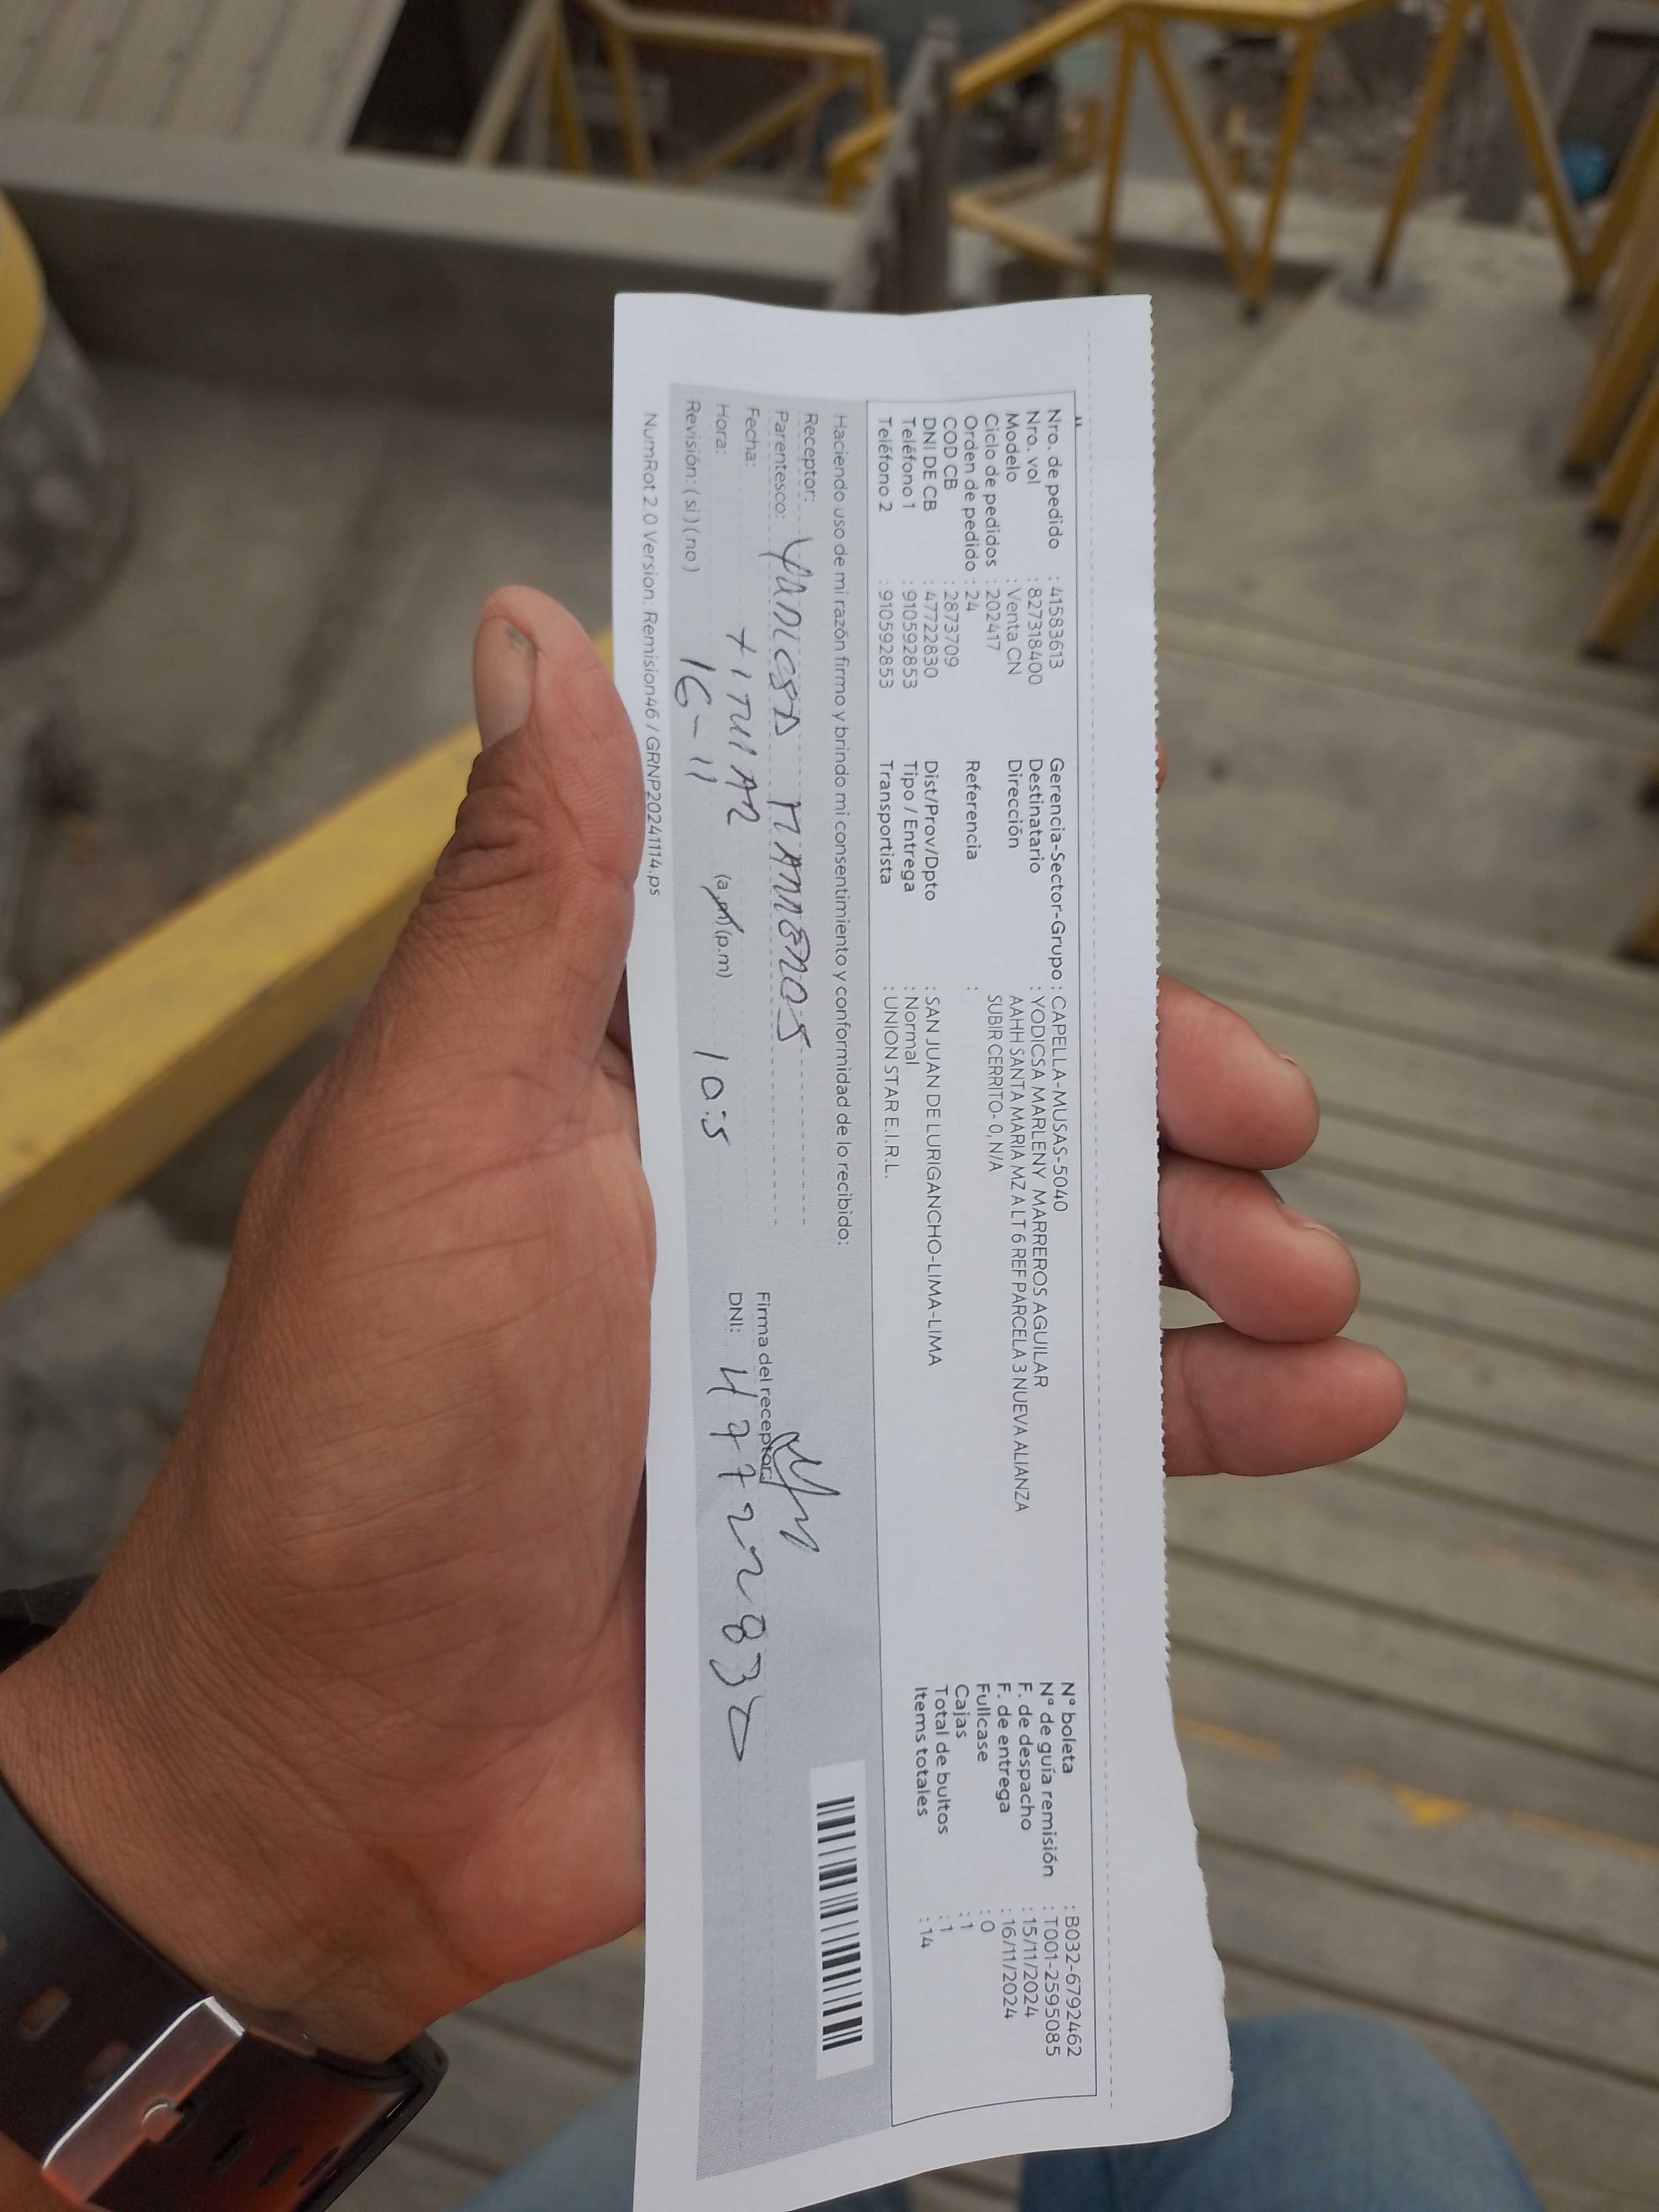 Nro. de pedido : 41583613
Nro. vol : 827318400
Modelo : Venta CN
Ciclo de pedidos : 202417
Orden de pedido : 24
COD CB : 2873709
DNI DE CB : 47722830
Teléfono 1 : 910592853
Teléfono 2 : 910592853
Gerencia-Sector-Grupo : CAPELLA-MUSAS-5040
Destinatario : YODICSA MARLENY MARREROS AGUILAR
Dirección : AAHH SANTA MARIA MZ A LT 6 REF PARCELA 3 NUEVA ALIANZA
SUBIR CERRITO- 0, N/A
Referencia :
Dist/Prov/Dpto : SAN JUAN DE LURIGANCHO-LIMA-LIMA
Tipo / Entrega : Normal
Transportista : UNION STAR E.I.R.L.
N° boleta : B032-6792462
N° de guía remisión : T001-2595085
F. de despacho : 15/11/2024
F. de entrega : 16/11/2024
Fullcase : 0
Cajas : 1
Total de bultos : 1
Items totales : 14
Haciendo uso de mi razón firmo y brindo mi consentimiento y conformidad de lo recibido:
Receptor: MARREROS
Parentesco:
Fecha: TITULAR
Hora: 16-11 (a.m) (p.m) 10:5
Revisión: (si) (no)
Firma del receptor:
DNI: 47722830
NumRot 2.0 Version: Remision46 / GRNP20241114.ps